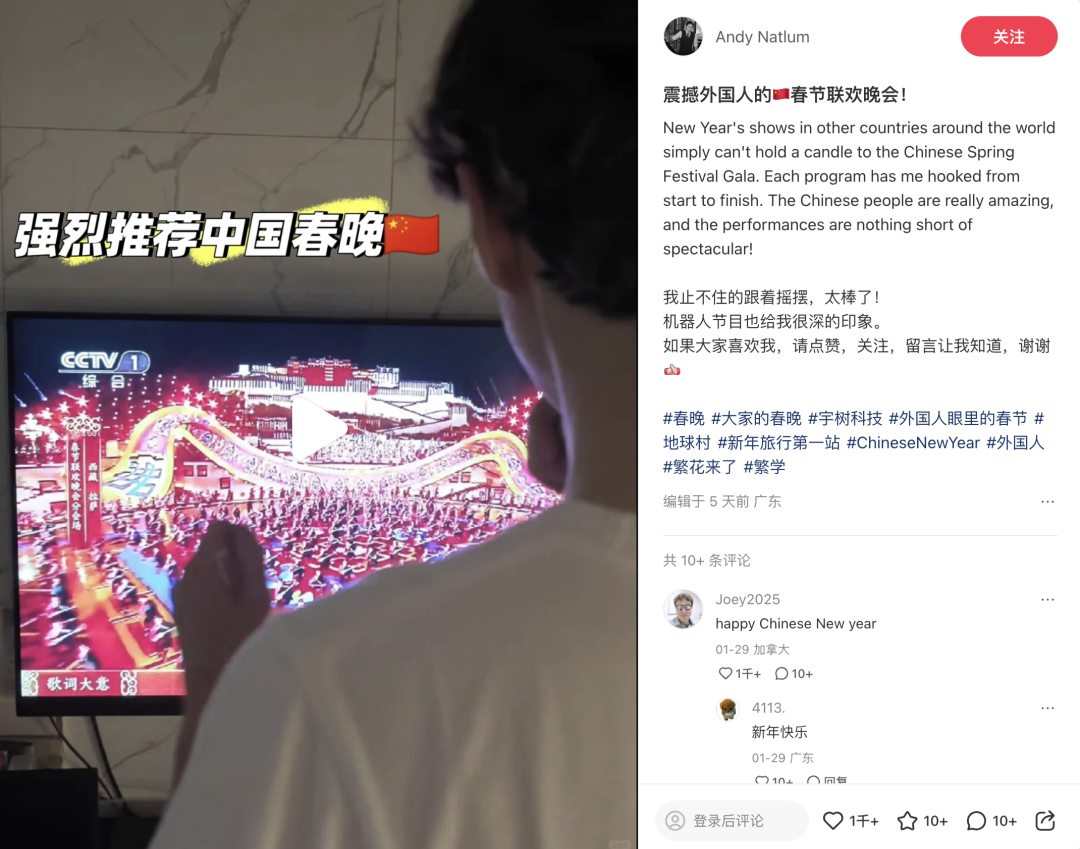 强烈推荐中国春晚🇨🇳
CCTV 1
综合
春节联欢晚会分会场
西藏 拉萨
歌词大意
Andy Natlum
关注
震撼外国人的🇨🇳春节联欢晚会！
New Year's shows in other countries around the world
simply can't hold a candle to the Chinese Spring
Festival Gala. Each program has me hooked from
start to finish. The Chinese people are really amazing,
and the performances are nothing short of
spectacular!
我止不住的跟着摇摆，太棒了！
机器人节目也给我很深的印象。
如果大家喜欢我，请点赞，关注，留言让我知道，谢谢
#春晚 #大家的春晚 #宇树科技 #外国人眼里的春节 #
地球村 #新年旅行第一站 #ChineseNewYear #外国人
#繁花来了 #繁学
编辑于 5 天前 广东
共 10+ 条评论
Joey2025
happy Chinese New year
01-29 加拿大
1千+ 10+
4113.
新年快乐
01-29 广东
10+ 回复
登录后评论
1千+ 10+ 10+